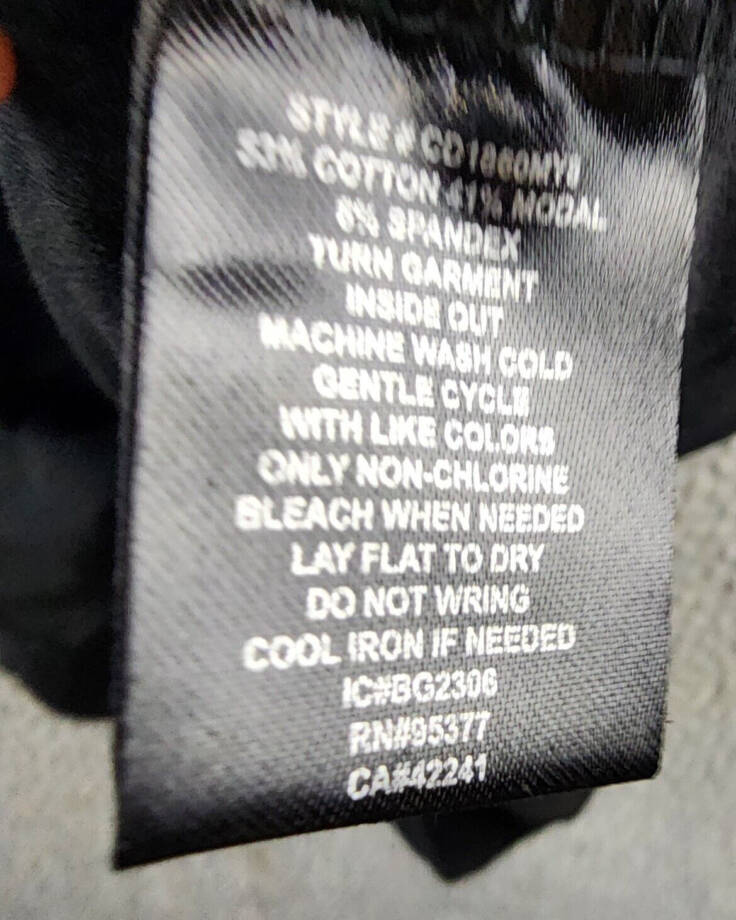 STYLE #
COTTON 41% MODAL
SPANDEX
TURN GARMENT
INSIDE OUT
MACHINE WASH COLD
GENTLE CYCLE
WITH LIKE COLORS
ONLY NON-CHLORINE
BLEACH WHEN NEEDED
LAY FLAT TO DRY
DO NOT WRING
COOL IRON IF NEEDED
IC#BG2306
RN#95377
CA#42241